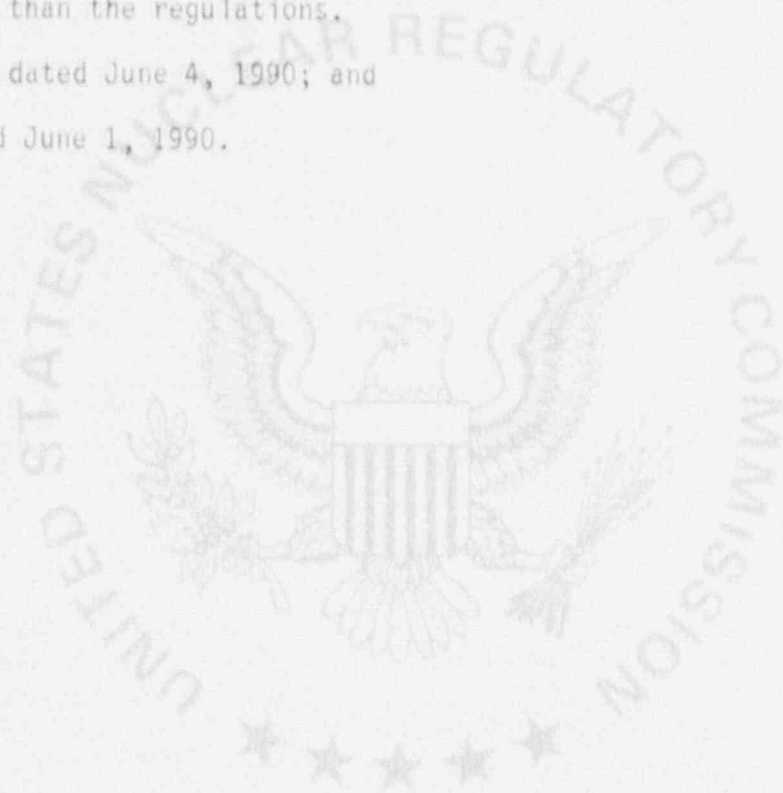 than the regulations.
dated June 4, 1990; and
June 1, 1990.
UNITED STATES NUCLEAR REGULATORY COMMISSION